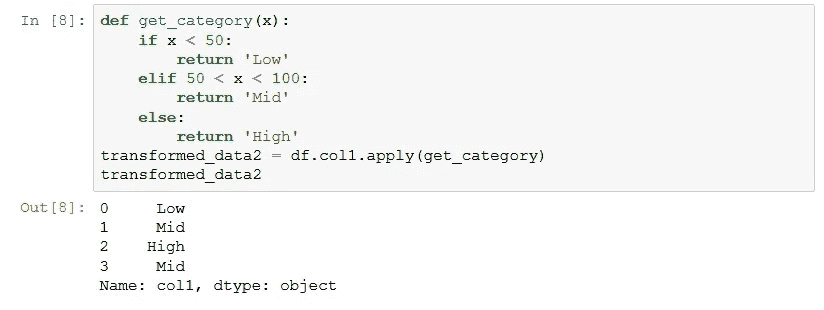 In [8]: def get_category(x):
    if x < 50:
        return 'Low'
    elif 50 < x < 100:
        return 'Mid'
    else:
        return 'High'
transformed_data2 = df.col1.apply(get_category)
transformed_data2
Out[8]: 0     Low
1     Mid
2    High
3     Mid
Name: col1, dtype: object